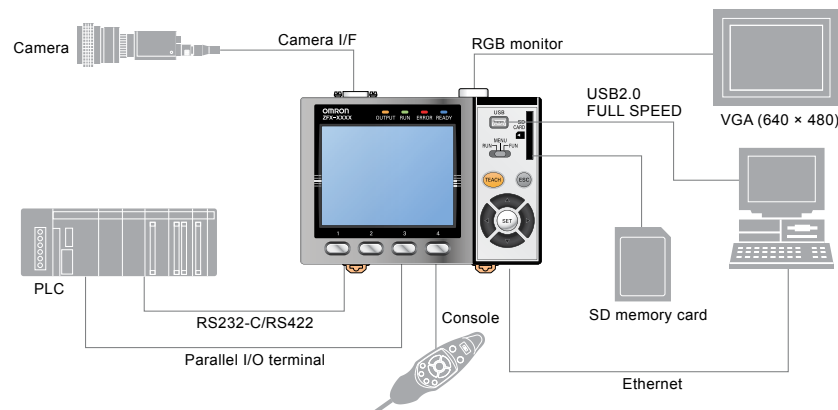 Camera
Camera I/F
RGB monitor
USB2.0
FULL SPEED
VGA (640 × 480)
OMRON
ZFX-XXXX
OUTPUT RUN ERROR READY
USB
SD
CARD
MENU
RUN
FUN
TEACH
ESC
SET
1 2 3 4
PLC
RS232-C/RS422
Console
SD memory card
Parallel I/O terminal
Ethernet